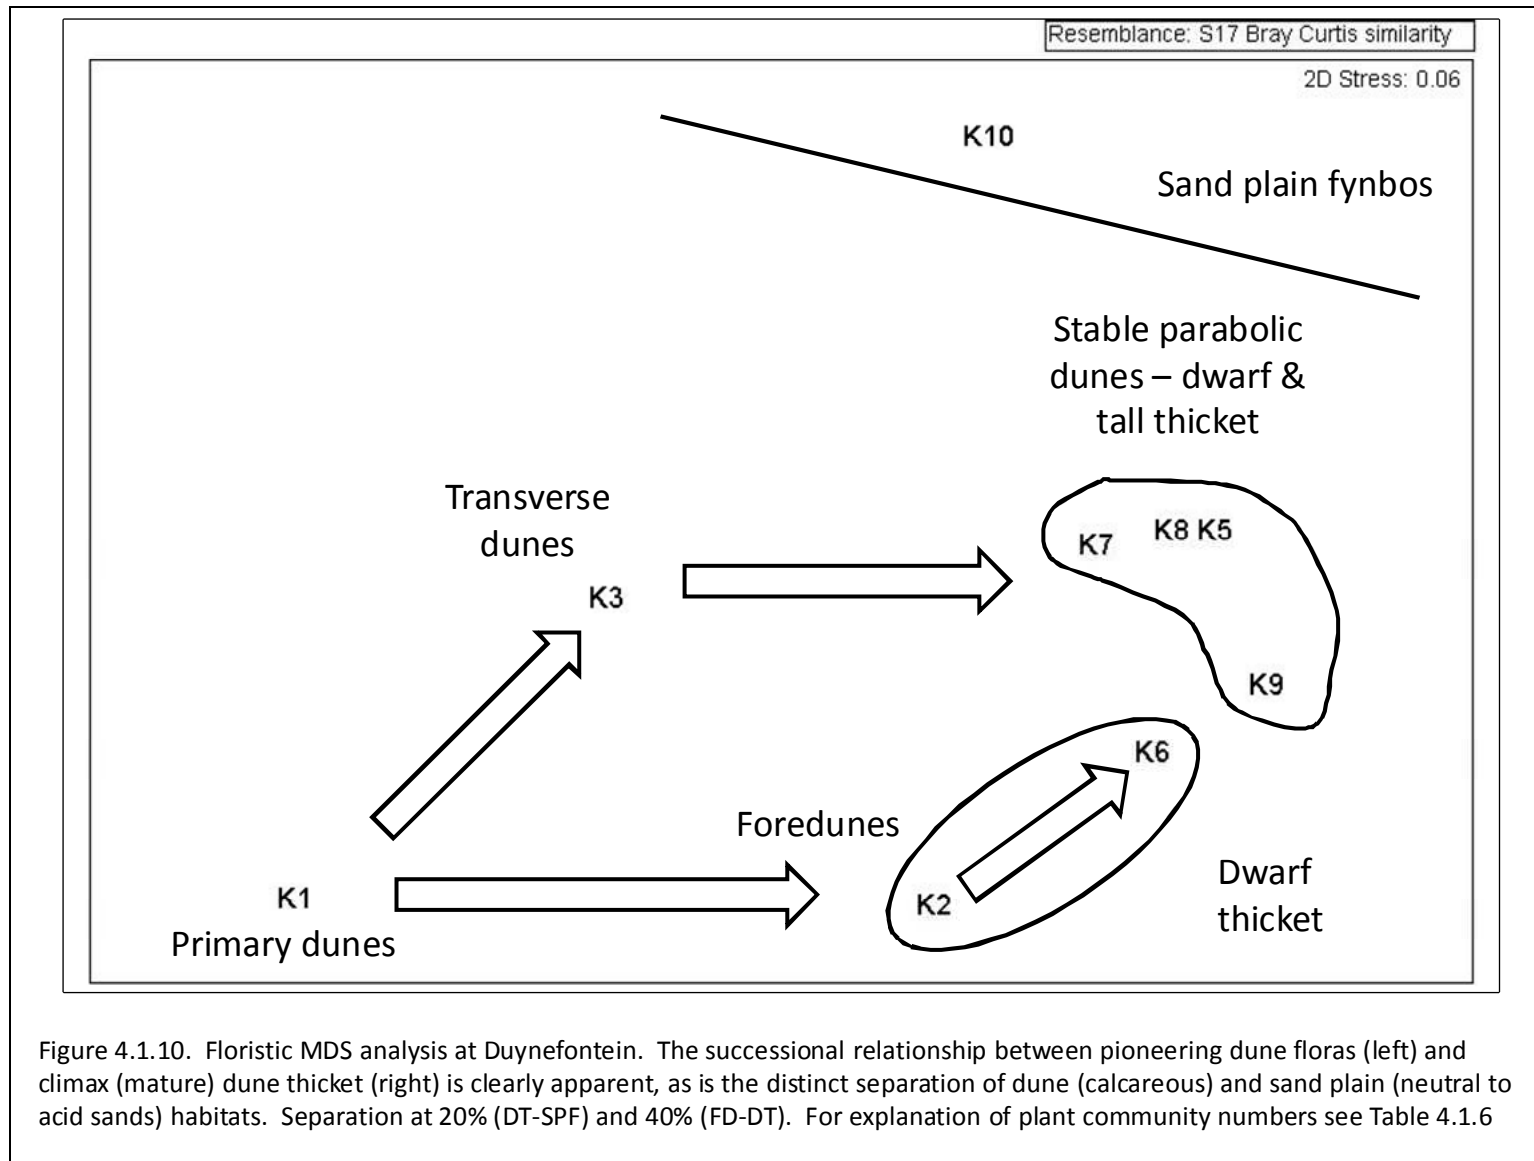 Resemblance: S17 Bray Curtis similarity
2D Stress: 0.06
K10
Sand plain fynbos
Stable parabolic
dunes – dwarf &
tall thicket
Transverse
dunes
K7
K8 K5
K3
K9
K6
Foredunes
K2
Dwarf
thicket
K1
Primary dunes
Figure 4.1.10. Floristic MDS analysis at Duynefontein. The successional relationship between pioneering dune floras (left) and
climax (mature) dune thicket (right) is clearly apparent, as is the distinct separation of dune (calcareous) and sand plain (neutral to
acid sands) habitats. Separation at 20% (DT-SPF) and 40% (FD-DT). For explanation of plant community numbers see Table 4.1.6